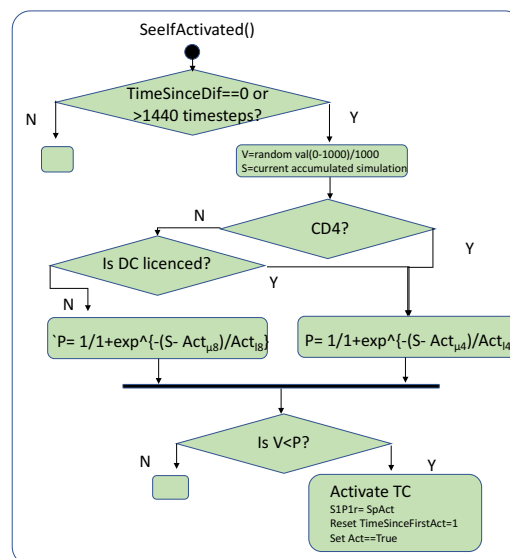 SeeIfActivated()
TimeSinceDif==0 or
>1440 timesteps?
N
Y
V=random val(0-1000)/1000
S=current accumulated simulation
N
CD4?
Y
Is DC licenced?
Y
N
`P= 1/1+exp^{-(S- Actμ8)/Actl8}
P= 1/1+exp^{-(S- Actμ4)/Actl4
Is V<P?
N
Y
Activate TC
S1P1r= SpAct
Reset TimeSinceFirstAct=1
Set Act==True